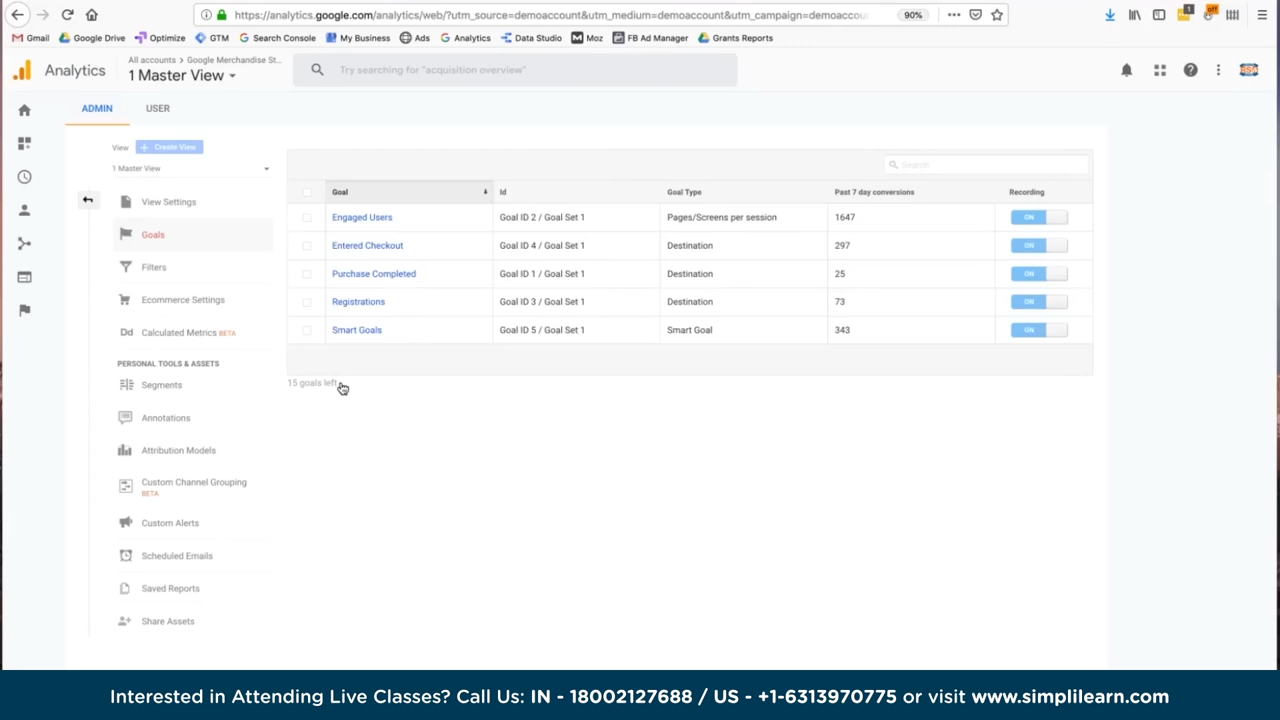 https://analytics.google.com/analytics/web/?utm_source=demoaccount&utm_medium=demoaccount&utm_campaign=demoaccou
90%
1
off
Gmail Google Drive Optimize GTM Search Console My Business Ads Analytics Data Studio Moz FB Ad Manager Grants Reports
Analytics
All accounts > Google Merchandise St...
1 Master View
Try searching for "acquisition overview"
ADMIN USER
View + Create View
1 Master View
View Settings
Goals
Filters
Ecommerce Settings
Dd Calculated Metrics BETA
PERSONAL TOOLS & ASSETS
Segments
Annotations
Attribution Models
Custom Channel Grouping
BETA
Custom Alerts
Scheduled Emails
Saved Reports
Share Assets
Search
Goal Id Goal Type Past 7 day conversions Recording
Engaged Users Goal ID 2 / Goal Set 1 Pages/Screens per session 1647 ON
Entered Checkout Goal ID 4 / Goal Set 1 Destination 297 ON
Purchase Completed Goal ID 1 / Goal Set 1 Destination 25 ON
Registrations Goal ID 3 / Goal Set 1 Destination 73 ON
Smart Goals Goal ID 5 / Goal Set 1 Smart Goal 343 ON
15 goals left
Interested in Attending Live Classes? Call Us: IN - 18002127688 / US - +1-6313970775 or visit www.simplilearn.com